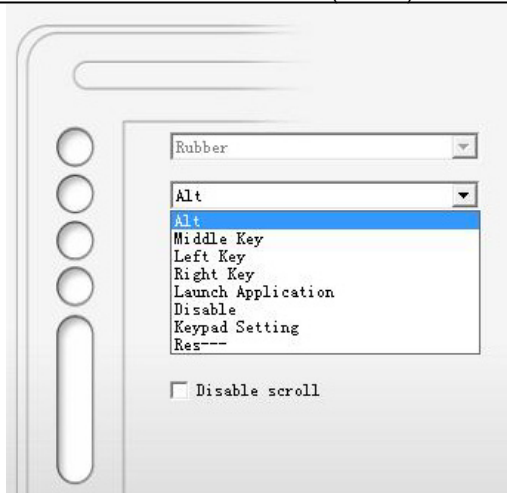 Rubber
Alt
Alt
Middle Key
Left Key
Right Key
Launch Application
Disable
Keypad Setting
Res---
Disable scroll